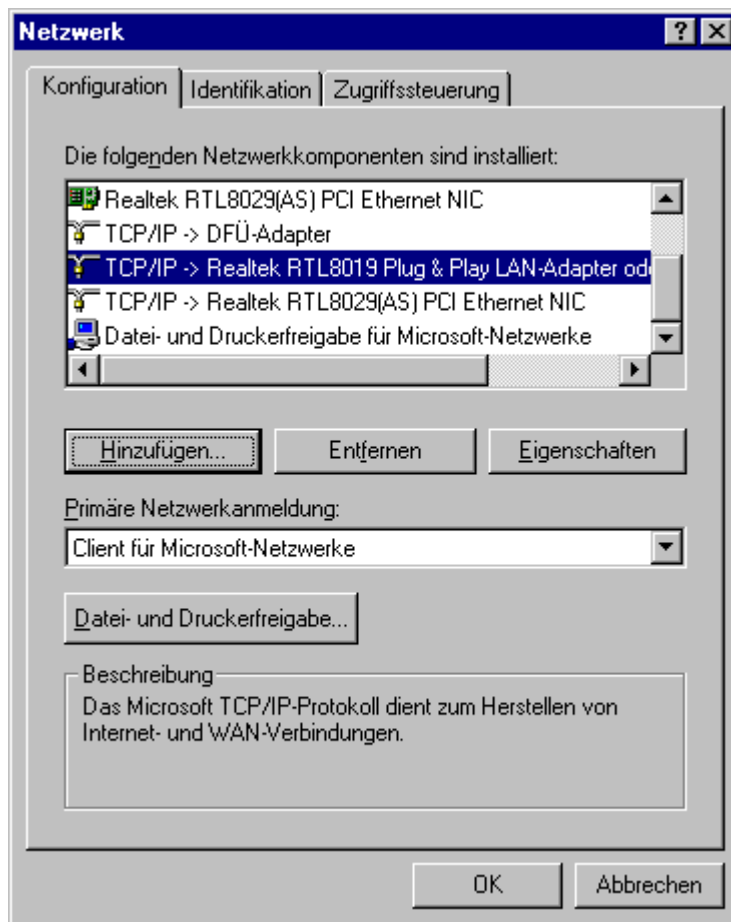 Netzwerk
Konfiguration Identifikation Zugriffssteuerung
Die folgenden Netzwerkkomponenten sind installiert:
Realtek RTL8029(AS) PCI Ethernet NIC
TCP/IP -> DFÜ-Adapter
TCP/IP -> Realtek RTL8019 Plug & Play LAN-Adapter od
TCP/IP -> Realtek RTL8029(AS) PCI Ethernet NIC
Datei- und Druckerfreigabe für Microsoft-Netzwerke
Hinzufügen... Entfernen Eigenschaften
Primäre Netzwerkanmeldung:
Client für Microsoft-Netzwerke
Datei- und Druckerfreigabe...
Beschreibung
Das Microsoft TCP/IP-Protokoll dient zum Herstellen von
Internet- und WAN-Verbindungen.
OK Abbrechen